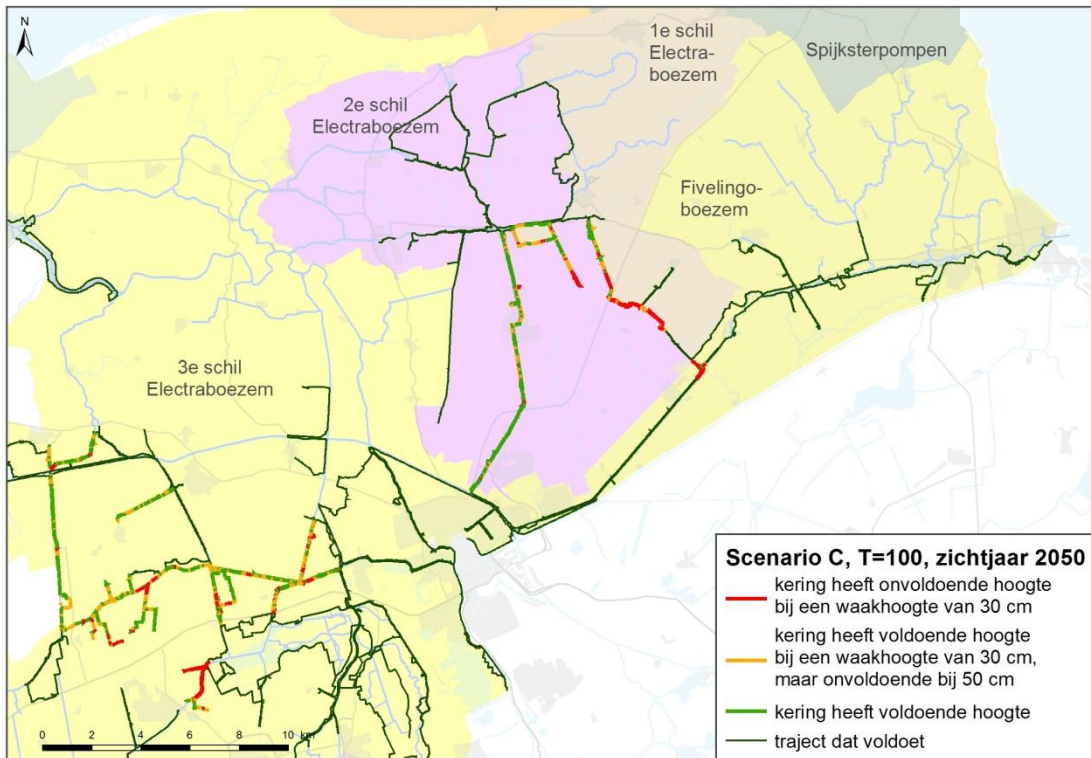 N
1e schil
Electra-
boezem
Spijksterpompen
2e schil
Electraboezem
Fivelingo-
boezem
3e schil
Electraboezem
Scenario C, T=100, zichtjaar 2050
kering heeft onvoldoende hoogte
bij een waakhoogte van 30 cm
kering heeft voldoende hoogte
bij een waakhoogte van 30 cm,
maar onvoldoende bij 50 cm
kering heeft voldoende hoogte
traject dat voldoet
0 2 4 6 8 10 km